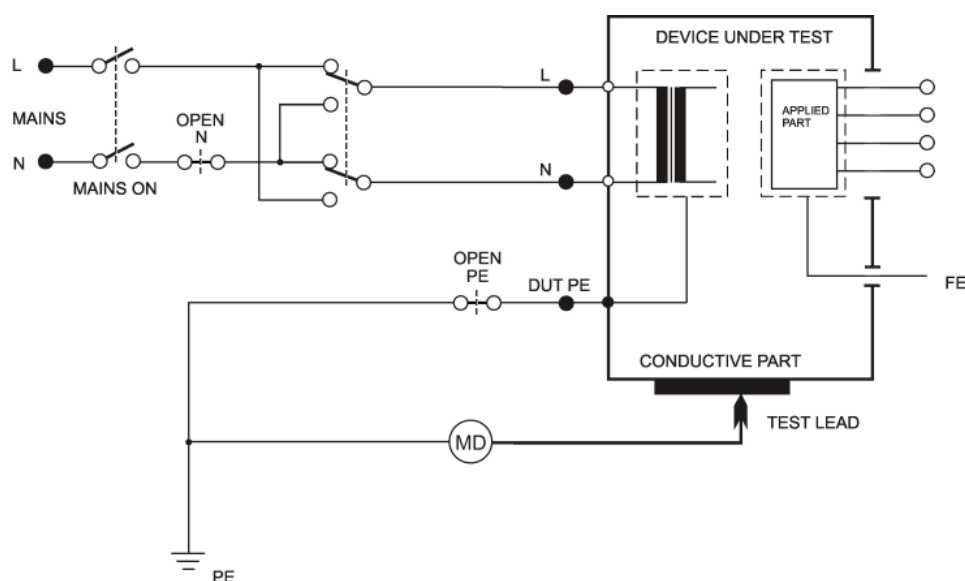 DEVICE UNDER TEST
L
MAINS
OPEN
N
N
MAINS ON
L
N
APPLIED
PART
OPEN
PE
DUT PE
FE
CONDUCTIVE PART
TEST LEAD
MD
PE